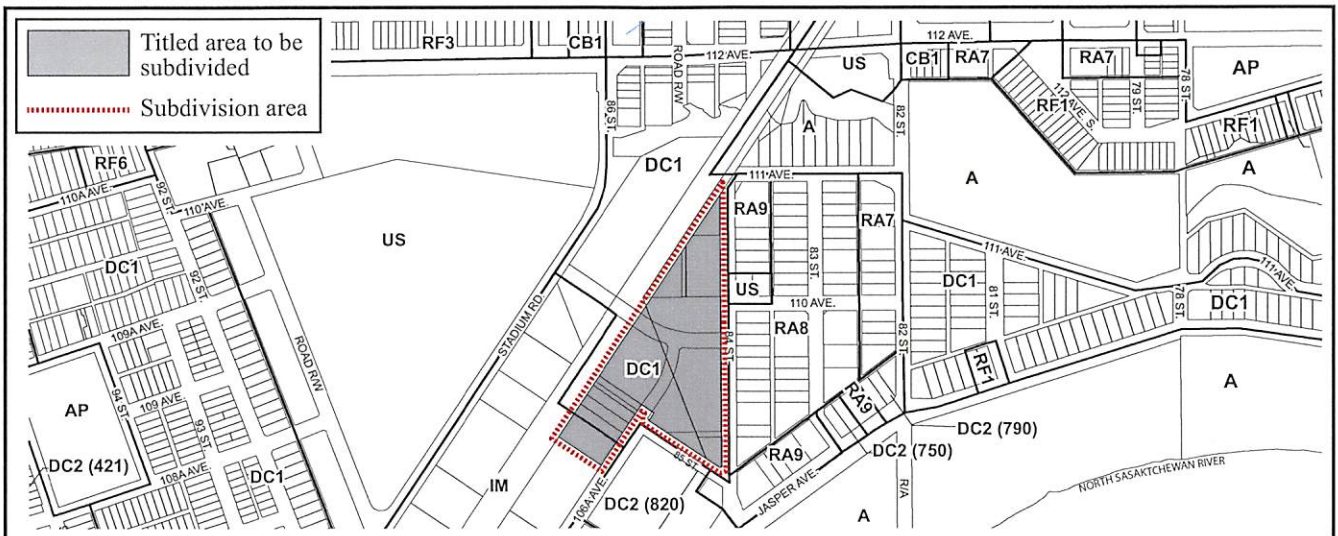 Titled area to be
subdivided
Subdivision area
RF3
CB1
ROAD R/W
112 AVE.
112 AVE.
US
CB1
RA7
RA7
79 ST.
78 ST.
AP
86 ST.
82 ST.
112 AVE. S.
RF1
RF1
A
A
A
RF6
110A AVE.
92 ST.
110 AVE.
DC1
111 AVE.
RA9
RA7
US
DC1
92 ST.
83 ST.
111 AVE.
DC1
81 ST.
111 AVE.
78 ST.
DC1
US
110 AVE.
STADIUM RD.
109A AVE.
ROAD R/W
84 ST.
RA8
82 ST.
RF1
DC1
AP
94 ST.
109 AVE.
93 ST.
RA9
A
DC2 (790)
DC2 (421)
108A AVE.
DC1
IM
85 ST.
RA9
DC2 (750)
106A AVE.
DC2 (820)
JASPER AVE.
R/A
A
NORTH SASAKTCHEWAN RIVER